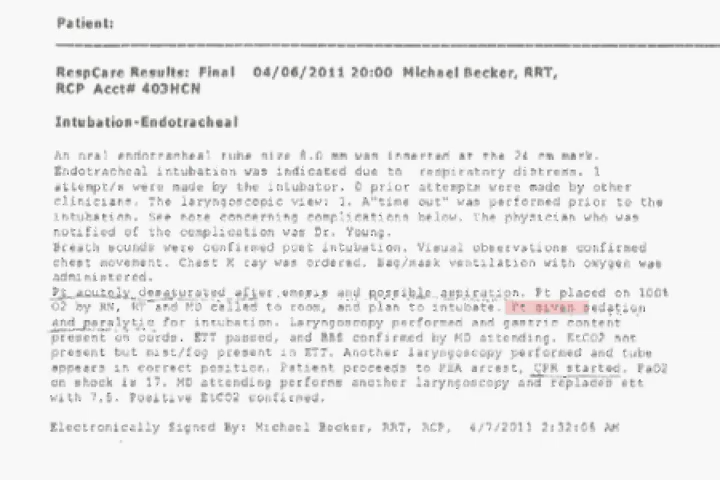 Patient:
RespCare Results: Final 04/06/2011 20:00 Michael Becker, RRT,
RCP Acct# 403HCN
Intubation-Endotracheal
An oral endotracheal tube size 8.0 mm was inserted at the 24 cm mark.
Endotracheal intubation was indicated due to respiratory distress. 1
attempt/s were made by the intubator. 0 prior attempts were made by other
clinicians. The laryngoscopic view: 1. A"time out" was performed prior to the
intubation. See note concerning complications below. The physician who was
notified of the complication was Dr. Young.
Breath sounds were confirmed post intubation. Visual observations confirmed
chest movement. Chest X ray was ordered. Bag/mask ventilation with oxygen was
administered.
Pt acutely desaturated after emesis and possible aspiration. Pt placed on 100%
O2 by RN, RT and MD called to room, and plan to intubate. Pt given sedation
and paralytic for intubation. Laryngoscopy performed and gastric content
present on cords. ETT passed, and BBS confirmed by MD attending. EtCO2 not
present but mist/fog present in ETT. Another laryngoscopy performed and tube
appears in correct position. Patient proceeds to PEA arrest, CPR started. PaO2
on shock is 17. MD attending performs another laryngoscopy and replaces ett
with 7.5. Positive EtCO2 confirmed.
Electronically Signed By: Michael Becker, RRT, RCP, 4/7/2011 2:32:06 AM